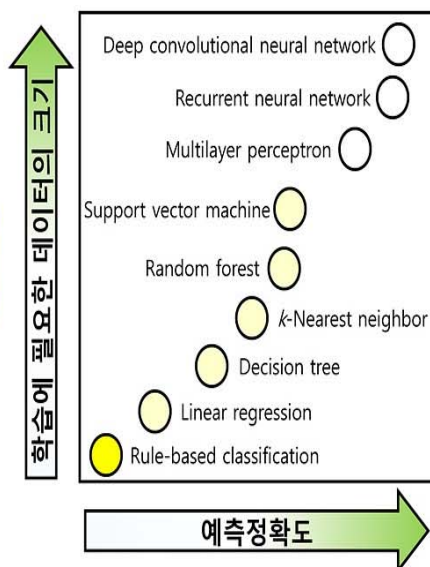 Deep convolutional neural network
Recurrent neural network
Multilayer perceptron
Support vector machine
Random forest
k-Nearest neighbor
Decision tree
Linear regression
Rule-based classification
학습에 필요한 데이터의 크기
예측정확도